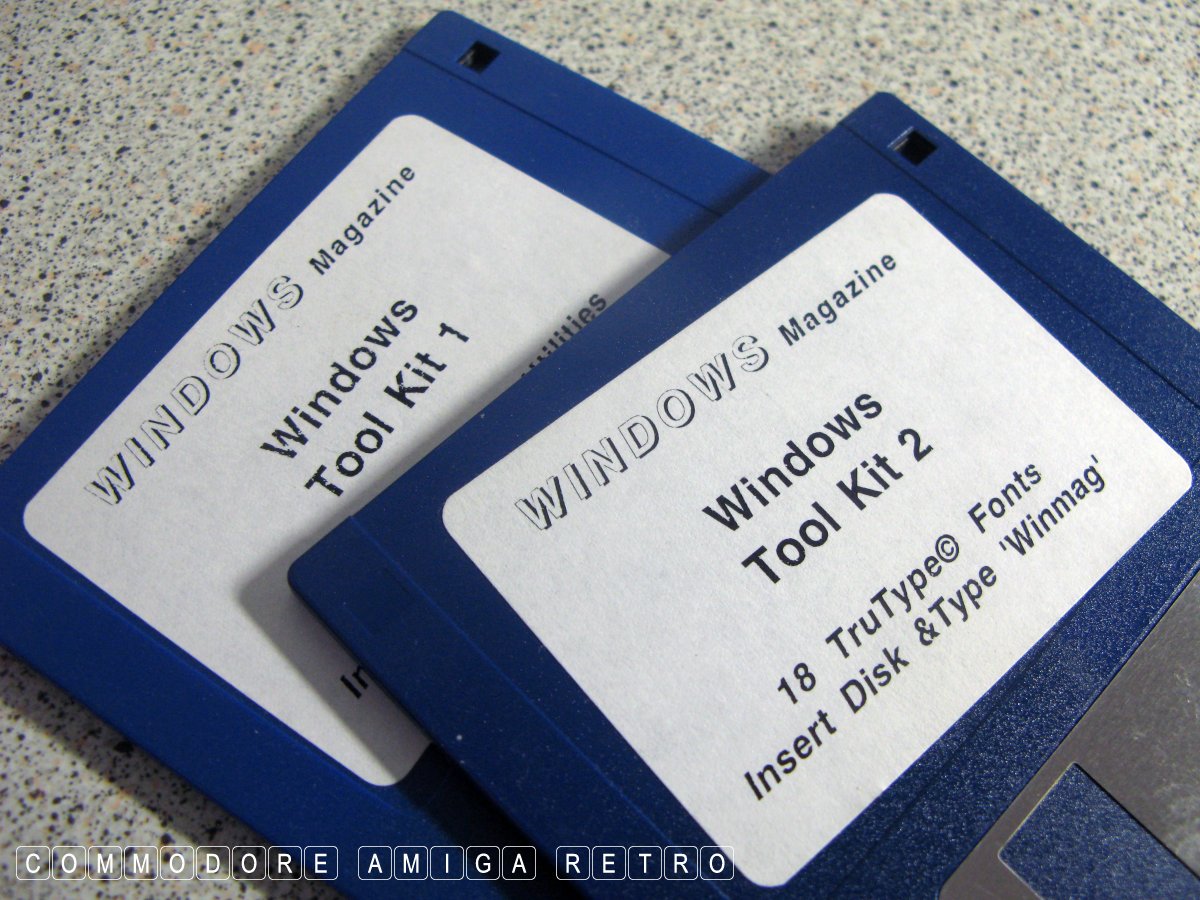 WINDOWS Magazine
Windows
Tool Kit 1
WINDOWS Magazine
Windows
Tool Kit 2
18 TruType© Fonts
Insert Disk &Type 'Winmag'
COMMODORE AMIGA RETRO